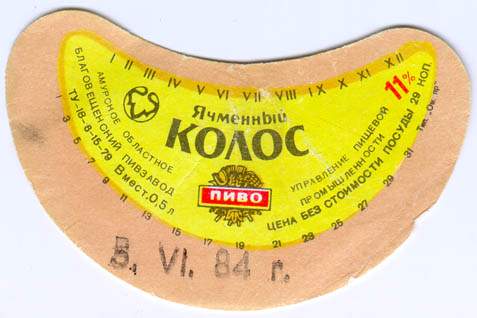 I II III IV V VI VII VIII IX X XI XII
АМУРСКОЕ ОБЛАСТНОЕ
БЛАГОВЕЩЕНСКИЙ ПИВЗАВОД
ТУ-18-6-15-79 Вмест. 0,5 л
Ячменный
КОЛОС
ПИВО
11%
УПРАВЛЕНИЕ ПИЩЕВОЙ
ПРОМЫШЛЕННОСТИ
ЦЕНА БЕЗ СТОИМОСТИ ПОСУДЫ 29 КОП.
1 3 5 7 9 11 13 15 17 19 21 23 25 27 29 31
5. VI. 84 г.